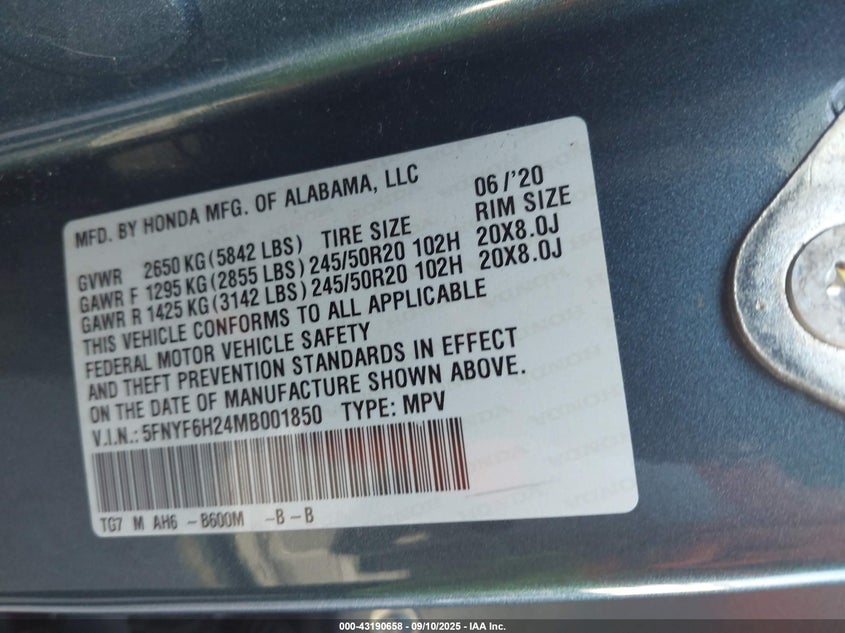 MFD. BY HONDA MFG. OF ALABAMA, LLC 06/'20
GVWR 2650 KG (5842 LBS) TIRE SIZE RIM SIZE
GAWR F 1295 KG (2855 LBS) 245/50R20 102H 20X8.0J
GAWR R 1425 KG (3142 LBS) 245/50R20 102H 20X8.0J
THIS VEHICLE CONFORMS TO ALL APPLICABLE
FEDERAL MOTOR VEHICLE SAFETY
AND THEFT PREVENTION STANDARDS IN EFFECT
ON THE DATE OF MANUFACTURE SHOWN ABOVE.
V.I.N.: 5FNYF6H24MB001850 TYPE: MPV
TG7 M AH6 -B600M -B-B
000-43190658 - 09/10/2025 - IAA Inc.